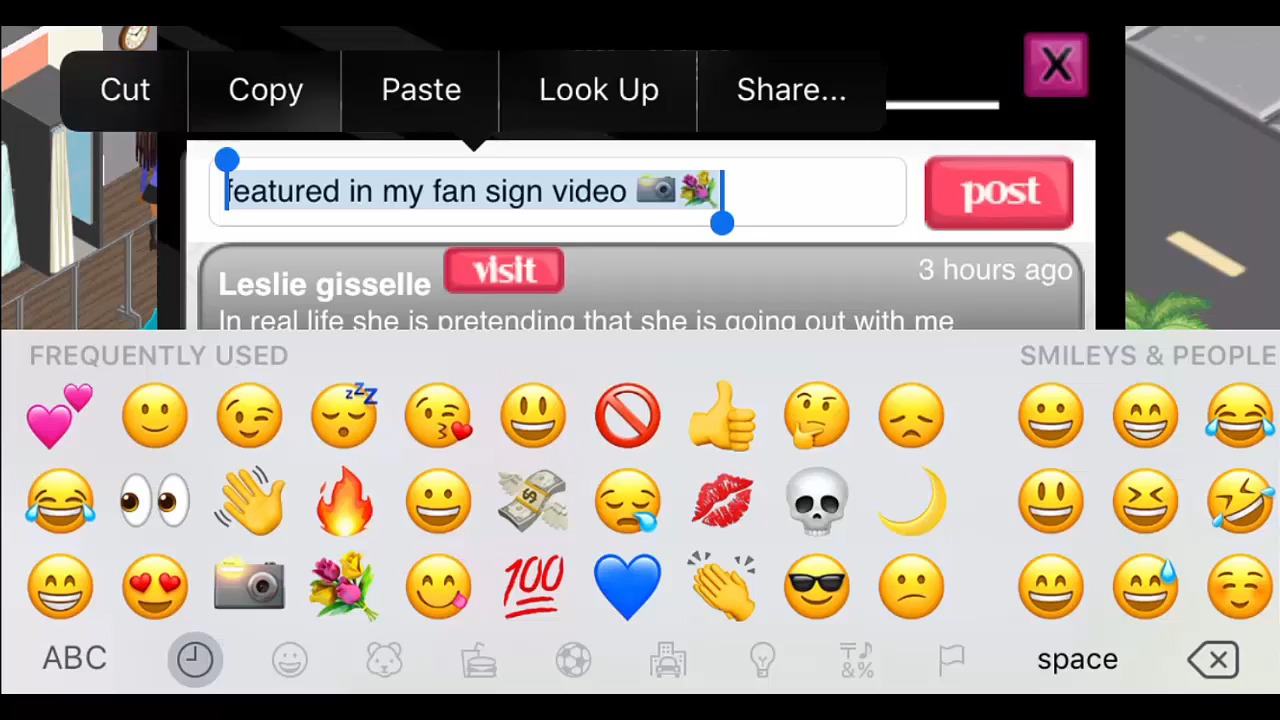 Cut Copy Paste Look Up Share...
X
featured in my fan sign video 📸💐
post
Leslie gisselle visit 3 hours ago
In real life she is pretending that she is going out with me
FREQUENTLY USED SMILEYS & PEOPLE
ABC space